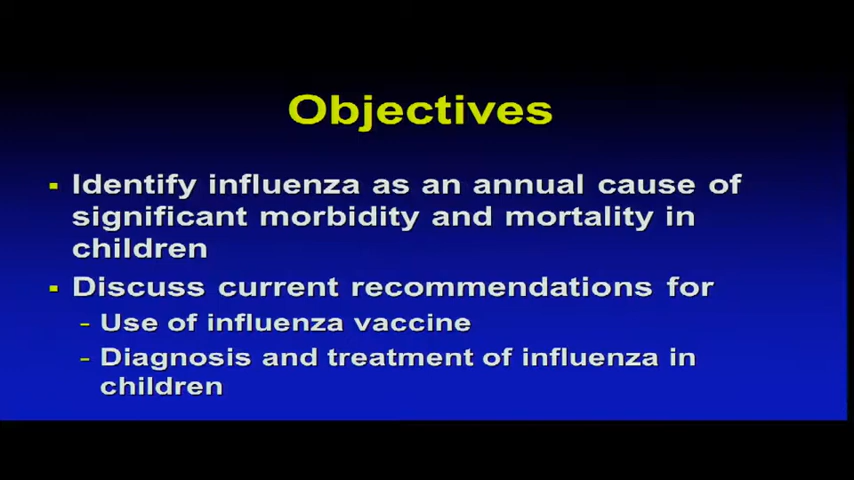 Objectives
▪ Identify influenza as an annual cause of
significant morbidity and mortality in
children
▪ Discuss current recommendations for
- Use of influenza vaccine
- Diagnosis and treatment of influenza in
children